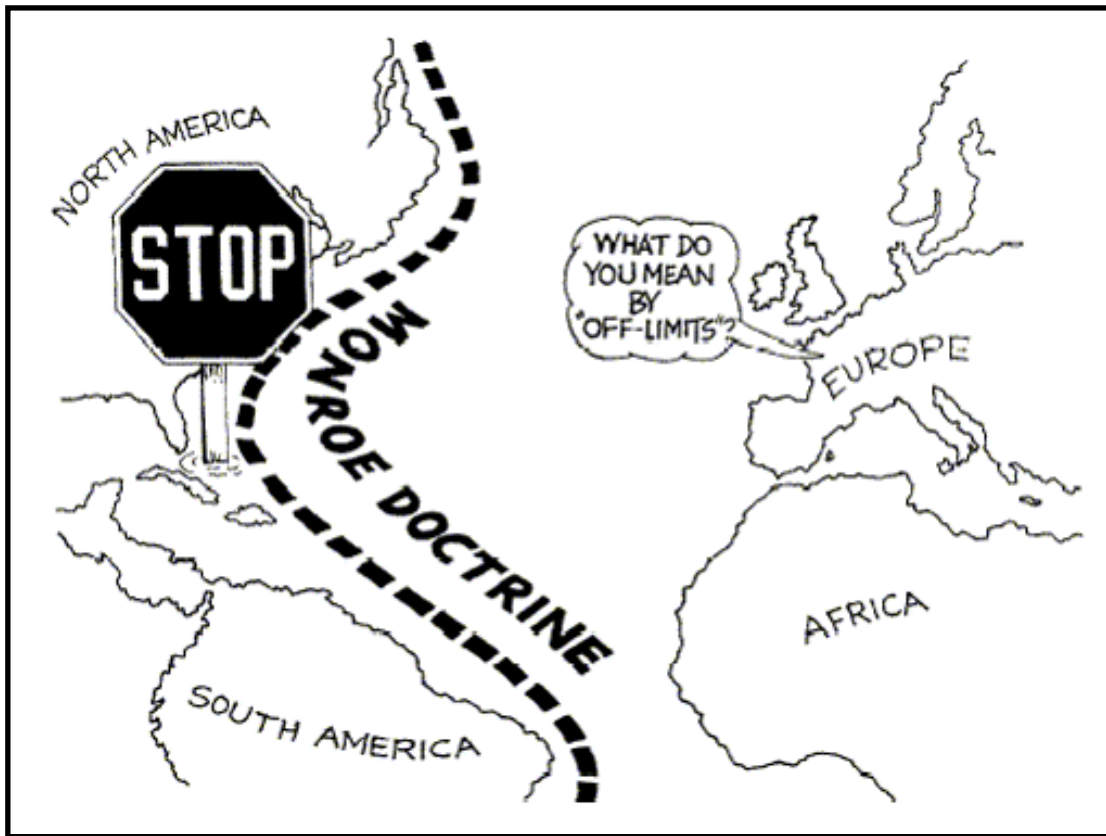 NORTH AMERICA
STOP
MONROE DOCTRINE
WHAT DO
YOU MEAN
BY
"OFF-LIMITS"?
EUROPE
AFRICA
SOUTH AMERICA